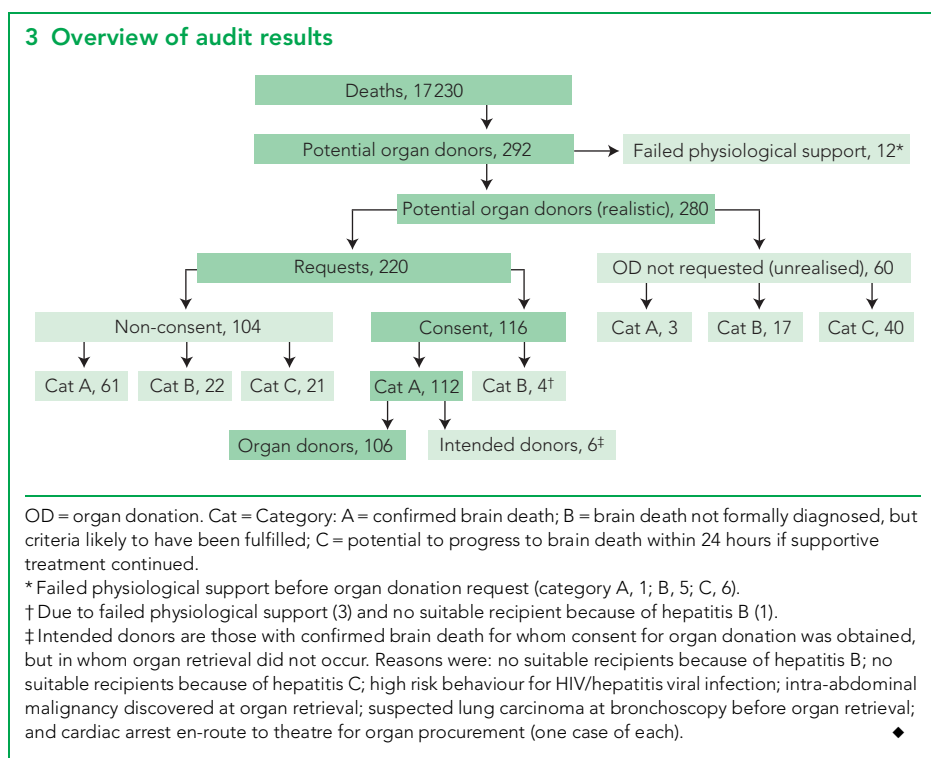 3 Overview of audit results
Deaths, 17 230
Potential organ donors, 292
Failed physiological support, 12*
Potential organ donors (realistic), 280
Requests, 220
OD not requested (unrealised), 60
Non-consent, 104
Consent, 116
Cat A, 3
Cat B, 17
Cat C, 40
Cat A, 61
Cat B, 22
Cat C, 21
Cat A, 112
Cat B, 4†
Organ donors, 106
Intended donors, 6‡
OD = organ donation. Cat = Category: A = confirmed brain death; B = brain death not formally diagnosed, but
criteria likely to have been fulfilled; C = potential to progress to brain death within 24 hours if supportive
treatment continued.
* Failed physiological support before organ donation request (category A, 1; B, 5; C, 6).
† Due to failed physiological support (3) and no suitable recipient because of hepatitis B (1).
‡ Intended donors are those with confirmed brain death for whom consent for organ donation was obtained,
but in whom organ retrieval did not occur. Reasons were: no suitable recipients because of hepatitis B; no
suitable recipients because of hepatitis C; high risk behaviour for HIV/hepatitis viral infection; intra-abdominal
malignancy discovered at organ retrieval; suspected lung carcinoma at bronchoscopy before organ retrieval;
and cardiac arrest en-route to theatre for organ procurement (one case of each). ◆